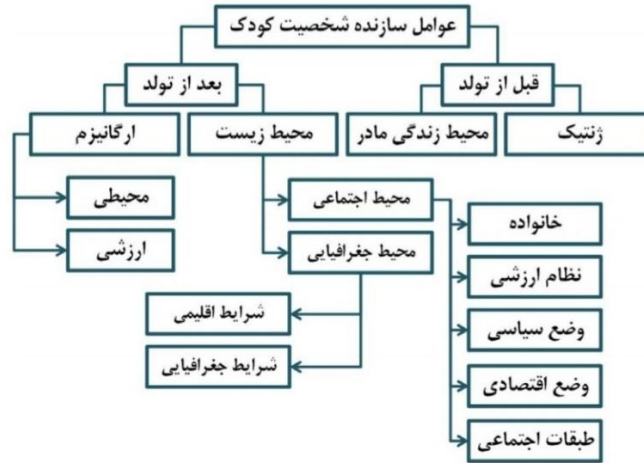 عوامل سازنده شخصیت کودک
قبل از تولد
بعد از تولد
ژنتیک
محیط زندگی مادر
محیط زیست
ارگانیزم
محیط اجتماعی
محیطی
خانواده
محیط جغرافیایی
ارزشی
نظام ارزشی
شرایط اقلیمی
وضع سیاسی
شرایط جغرافیایی
وضع اقتصادی
طبقات اجتماعی